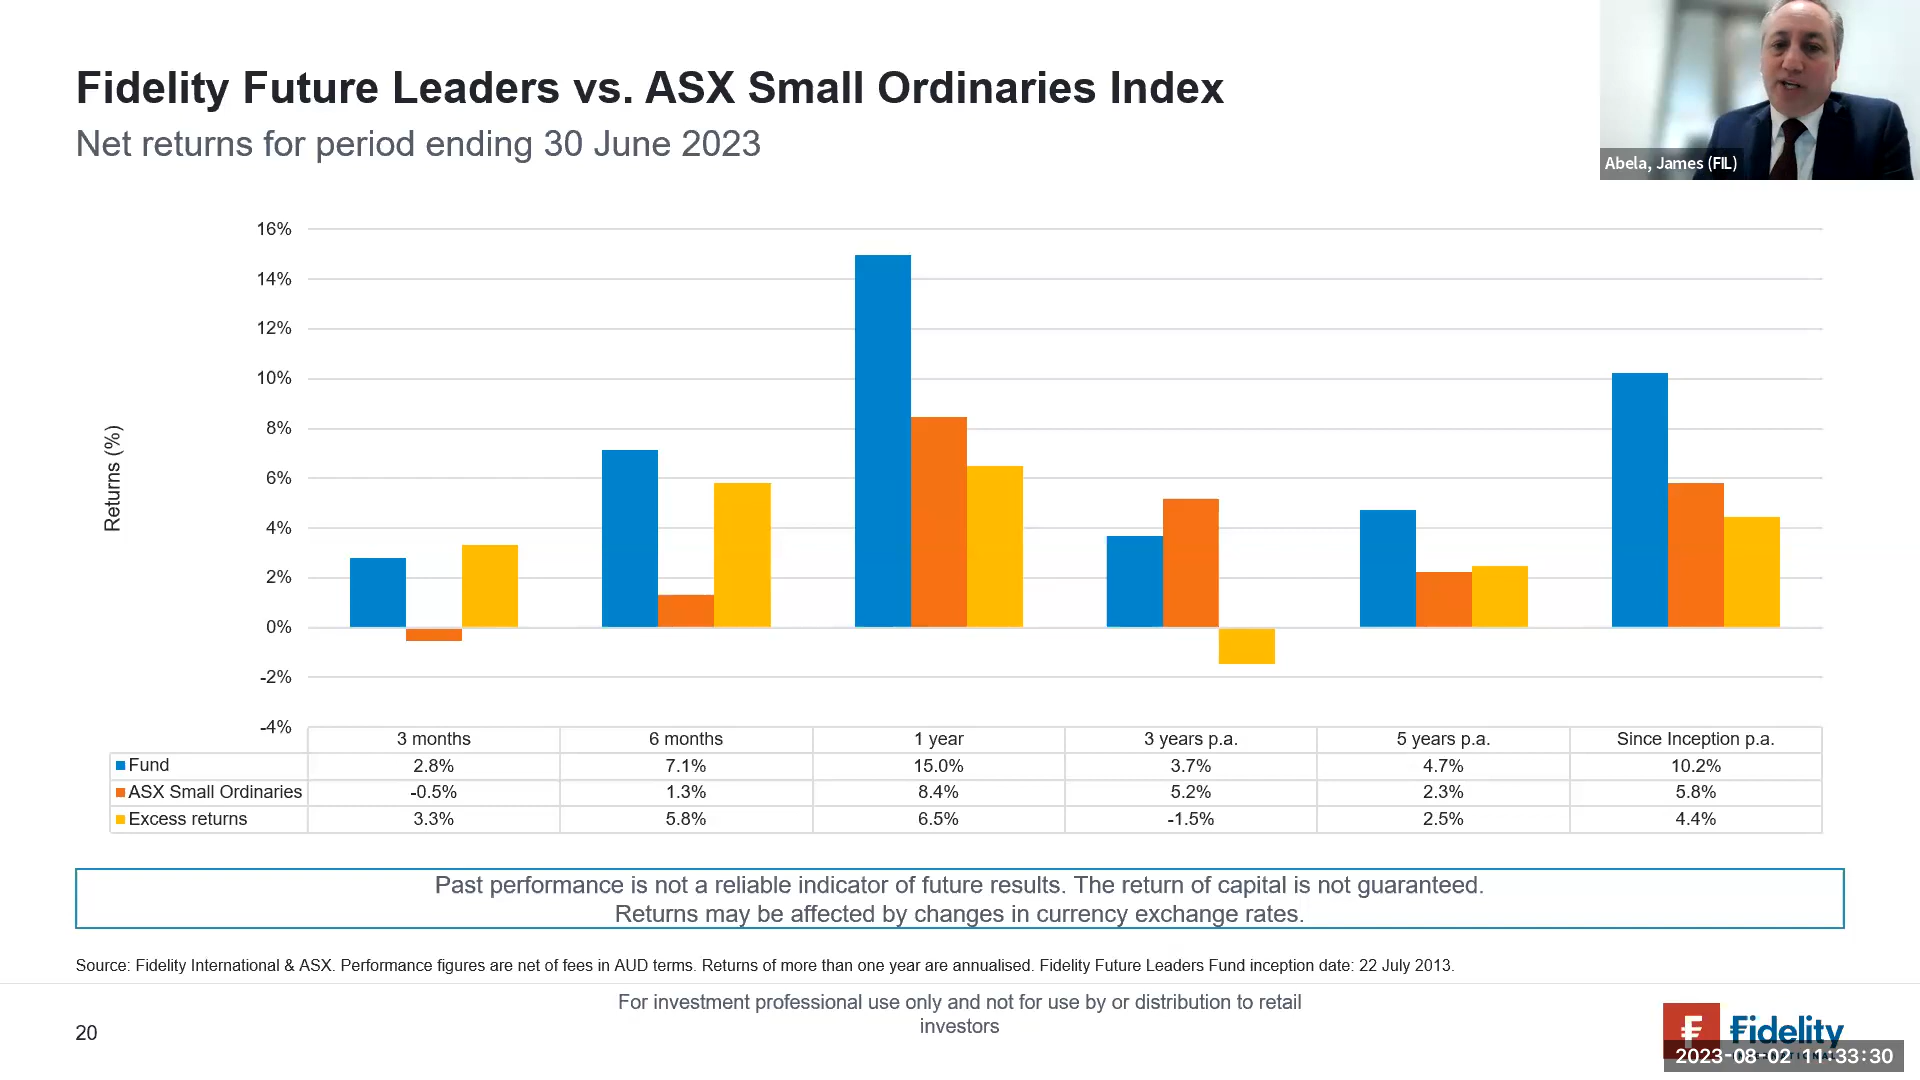 Fidelity Future Leaders vs. ASX Small Ordinaries Index
Net returns for period ending 30 June 2023
Abela, James (FIL)
16%
14%
12%
10%
8%
6%
4%
2%
0%
-2%
-4%
Returns (%)
3 months 6 months 1 year 3 years p.a. 5 years p.a. Since Inception p.a.
Fund 2.8% 7.1% 15.0% 3.7% 4.7% 10.2%
ASX Small Ordinaries -0.5% 1.3% 8.4% 5.2% 2.3% 5.8%
Excess returns 3.3% 5.8% 6.5% -1.5% 2.5% 4.4%
Past performance is not a reliable indicator of future results. The return of capital is not guaranteed.
Returns may be affected by changes in currency exchange rates.
Source: Fidelity International & ASX. Performance figures are net of fees in AUD terms. Returns of more than one year are annualised. Fidelity Future Leaders Fund inception date: 22 July 2013.
For investment professional use only and not for use by or distribution to retail
investors
20
Fidelity
2023-08-02 11:33:30